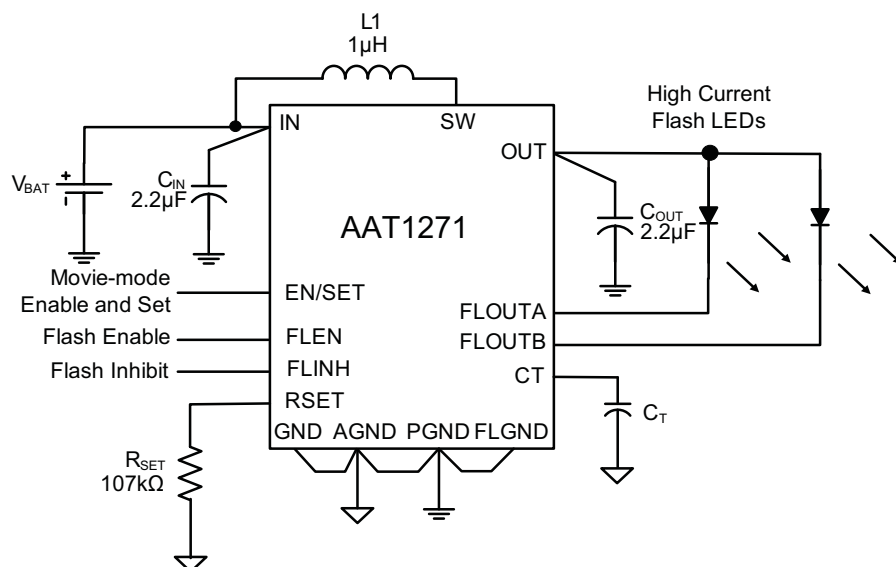 L1
1µH
IN
SW
OUT
High Current
Flash LEDs
V_BAT
+
-
C_IN
2.2µF
AAT1271
C_OUT
2.2µF
Movie-mode
Enable and Set
EN/SET
FLOUTA
Flash Enable
FLEN
FLOUTB
Flash Inhibit
FLINH
CT
RSET
C_T
GND AGND PGND FLGND
R_SET
107kΩ